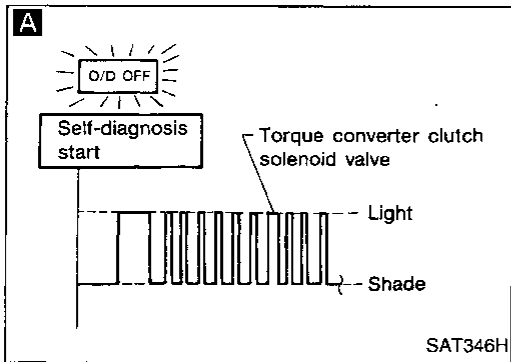 A
O/D OFF
Self-diagnosis
start
Torque converter clutch
solenoid valve
Light
Shade
SAT346H